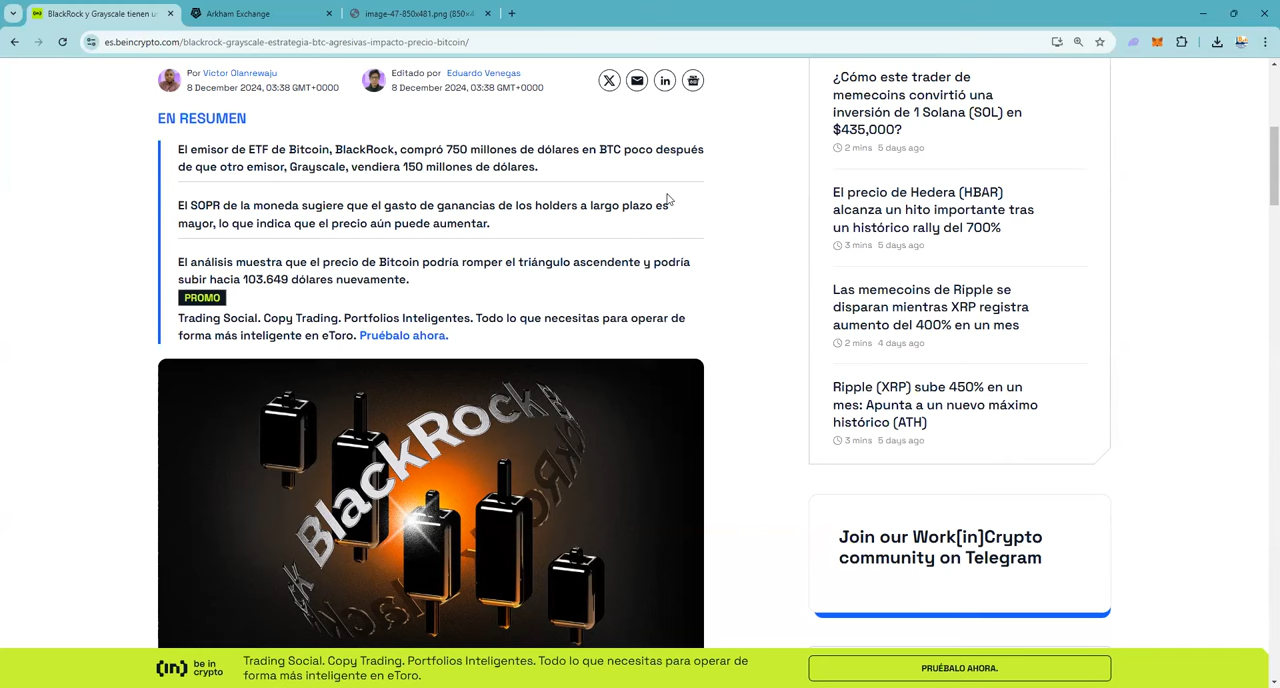 BlackRock y Grayscale tienen u
Arkham Exchange
image-47-850x481.png (850×4
es.beincrypto.com/blackrock-grayscale-estrategia-btc-agresivas-impacto-precio-bitcoin/
Por Victor Olanrewaju
8 December 2024, 03:38 GMT+0000
Editado por Eduardo Venegas
8 December 2024, 03:38 GMT+0000
EN RESUMEN
El emisor de ETF de Bitcoin, BlackRock, compró 750 millones de dólares en BTC poco después
de que otro emisor, Grayscale, vendiera 150 millones de dólares.
El SOPR de la moneda sugiere que el gasto de ganancias de los holders a largo plazo es
mayor, lo que indica que el precio aún puede aumentar.
El análisis muestra que el precio de Bitcoin podría romper el triángulo ascendente y podría
subir hacia 103.649 dólares nuevamente.
PROMO
Trading Social. Copy Trading. Portfolios Inteligentes. Todo lo que necesitas para operar de
forma más inteligente en eToro. Pruébalo ahora.
BlackRock
¿Cómo este trader de
memecoins convirtió una
inversión de 1 Solana (SOL) en
$435,000?
2 mins 5 days ago
El precio de Hedera (HBAR)
alcanza un hito importante tras
un histórico rally del 700%
3 mins 5 days ago
Las memecoins de Ripple se
disparan mientras XRP registra
aumento del 400% en un mes
2 mins 4 days ago
Ripple (XRP) sube 450% en un
mes: Apunta a un nuevo máximo
histórico (ATH)
3 mins 5 days ago
Join our Work[in]Crypto
community on Telegram
(in) be in
crypto
Trading Social. Copy Trading. Portfolios Inteligentes. Todo lo que necesitas para operar de
forma más inteligente en eToro.
PRUÉBALO AHORA.